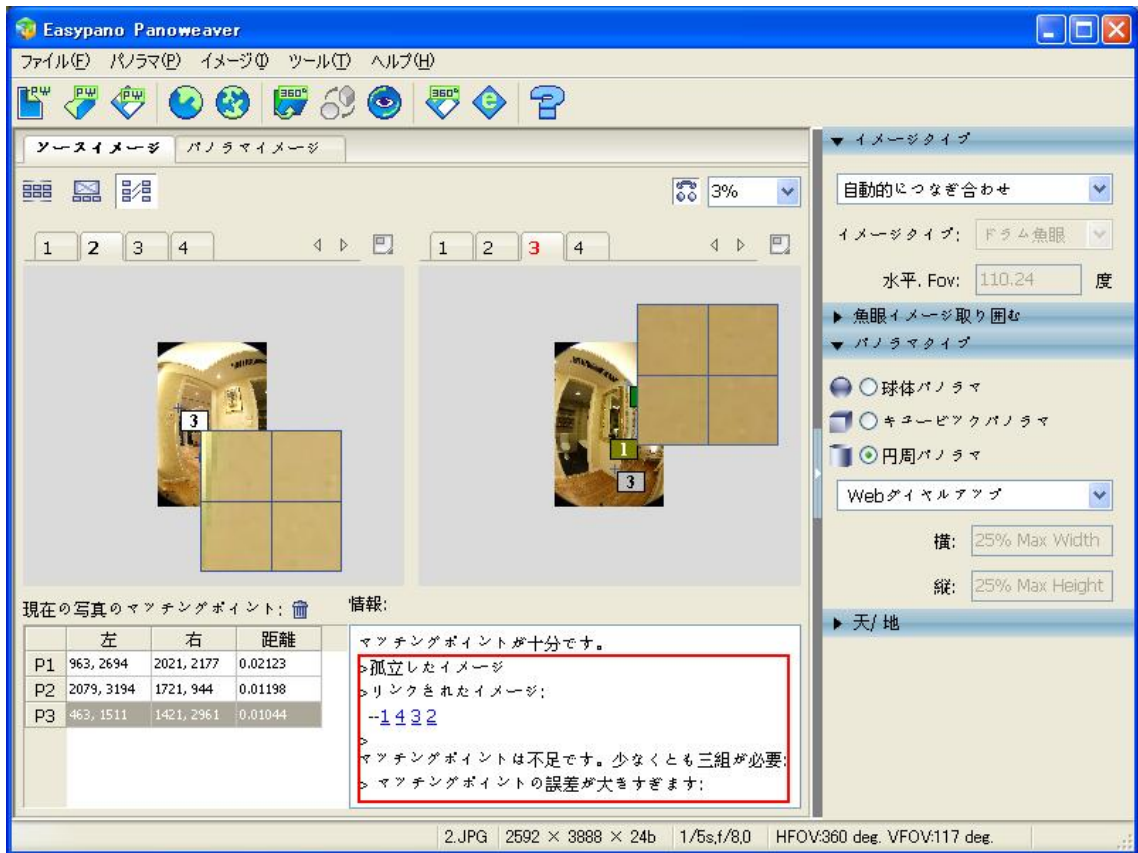 Easypano Panoweaver
ファイル(F) パノラマ(P) イメージ(I) ツール(T) ヘルプ(H)
ソースイメージ パノラマイメージ
3%
1 2 3 4
1 2 3 4
3
1
3
現在の写真のマッチングポイント:
左 右 距離
P1 963, 2694 2021, 2177 0.02123
P2 2079, 3194 1721, 944 0.01198
P3 463, 1511 1421, 2961 0.01044
情報:
マッチングポイントが十分です。
>孤立したイメージ
>リンクされたイメージ:
--1 4 3 2
>
マッチングポイントは不足です。少なくとも三組が必要:
> マッチングポイントの誤差が大きすぎます:
イメージタイプ
自動的につなぎ合わせ
イメージタイプ: ドラム魚眼
水平. Fov: 110.24 度
魚眼イメージ取り囲む
パノラマタイプ
球体パノラマ
キュービックパノラマ
円周パノラマ
Webダイヤルアップ
横: 25% Max Width
縦: 25% Max Height
天/地
2.JPG 2592 × 3888 × 24b 1/5s,f/8.0 HFOV:360 deg. VFOV:117 deg.